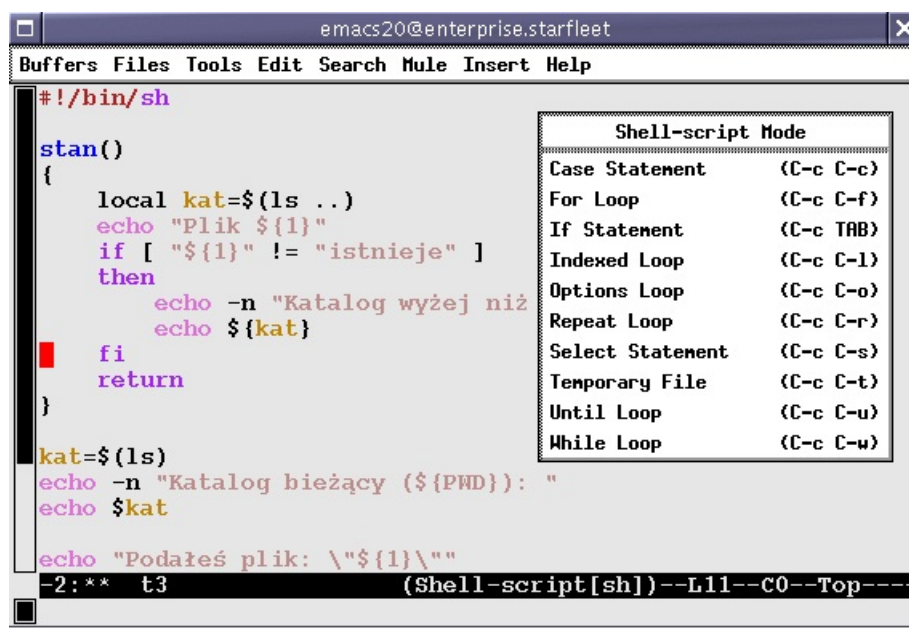 emacs20@enterprise.starfleet
Buffers Files Tools Edit Search Mule Insert Help
#!/bin/sh
stan()
{
local kat=$(ls ..)
echo "Plik ${1}"
if [ "${1}" != "istnieje" ]
then
echo -n "Katalog wyżej niż
echo ${kat}
fi
return
}
kat=$(ls)
echo -n "Katalog bieżący (${PWD}): "
echo $kat
echo "Podałeś plik: \"${1}\""
Shell-script Mode
Case Statement (C-c C-c)
For Loop (C-c C-f)
If Statement (C-c TAB)
Indexed Loop (C-c C-l)
Options Loop (C-c C-o)
Repeat Loop (C-c C-r)
Select Statement (C-c C-s)
Temporary File (C-c C-t)
Until Loop (C-c C-u)
While Loop (C-c C-w)
-2:** t3 (Shell-script[sh])--L11--C0--Top----